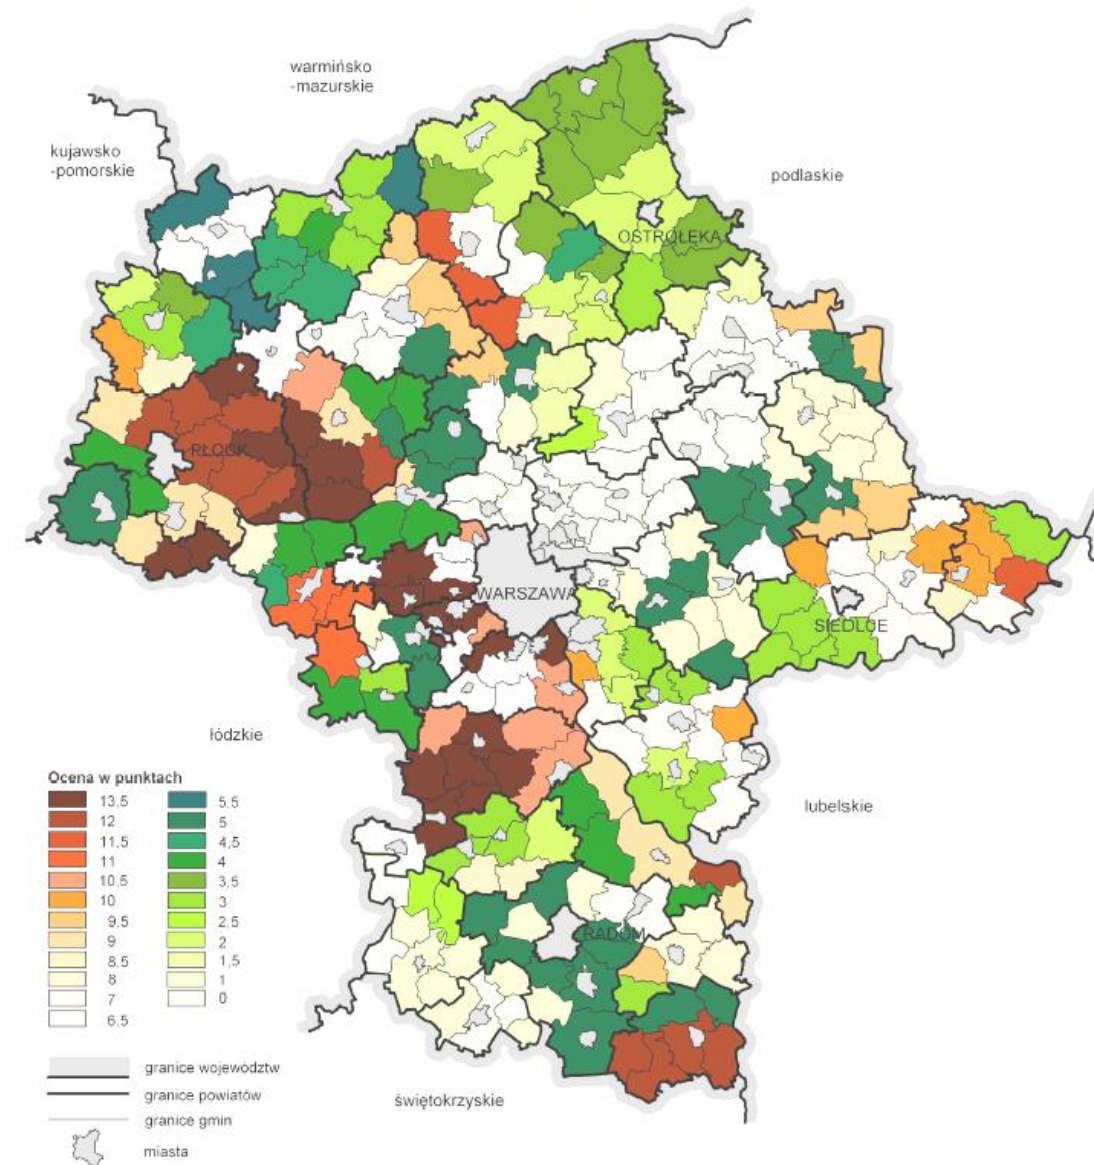 warmińsko
-mazurskie
kujawsko
-pomorskie
podlaskie
OSTROŁĘKA
PŁOCK
WARSZAWA
SIEDLCE
łódzkie
lubelskie
RADOM
świętokrzyskie
Ocena w punktach
13,5 5,5
12 5
11,5 4,5
11 4
10,5 3,5
10 3
9,5 2,5
9 2
8,5 1,5
8 1
7 0
6,5
granice województw
granice powiatów
granice gmin
miasta